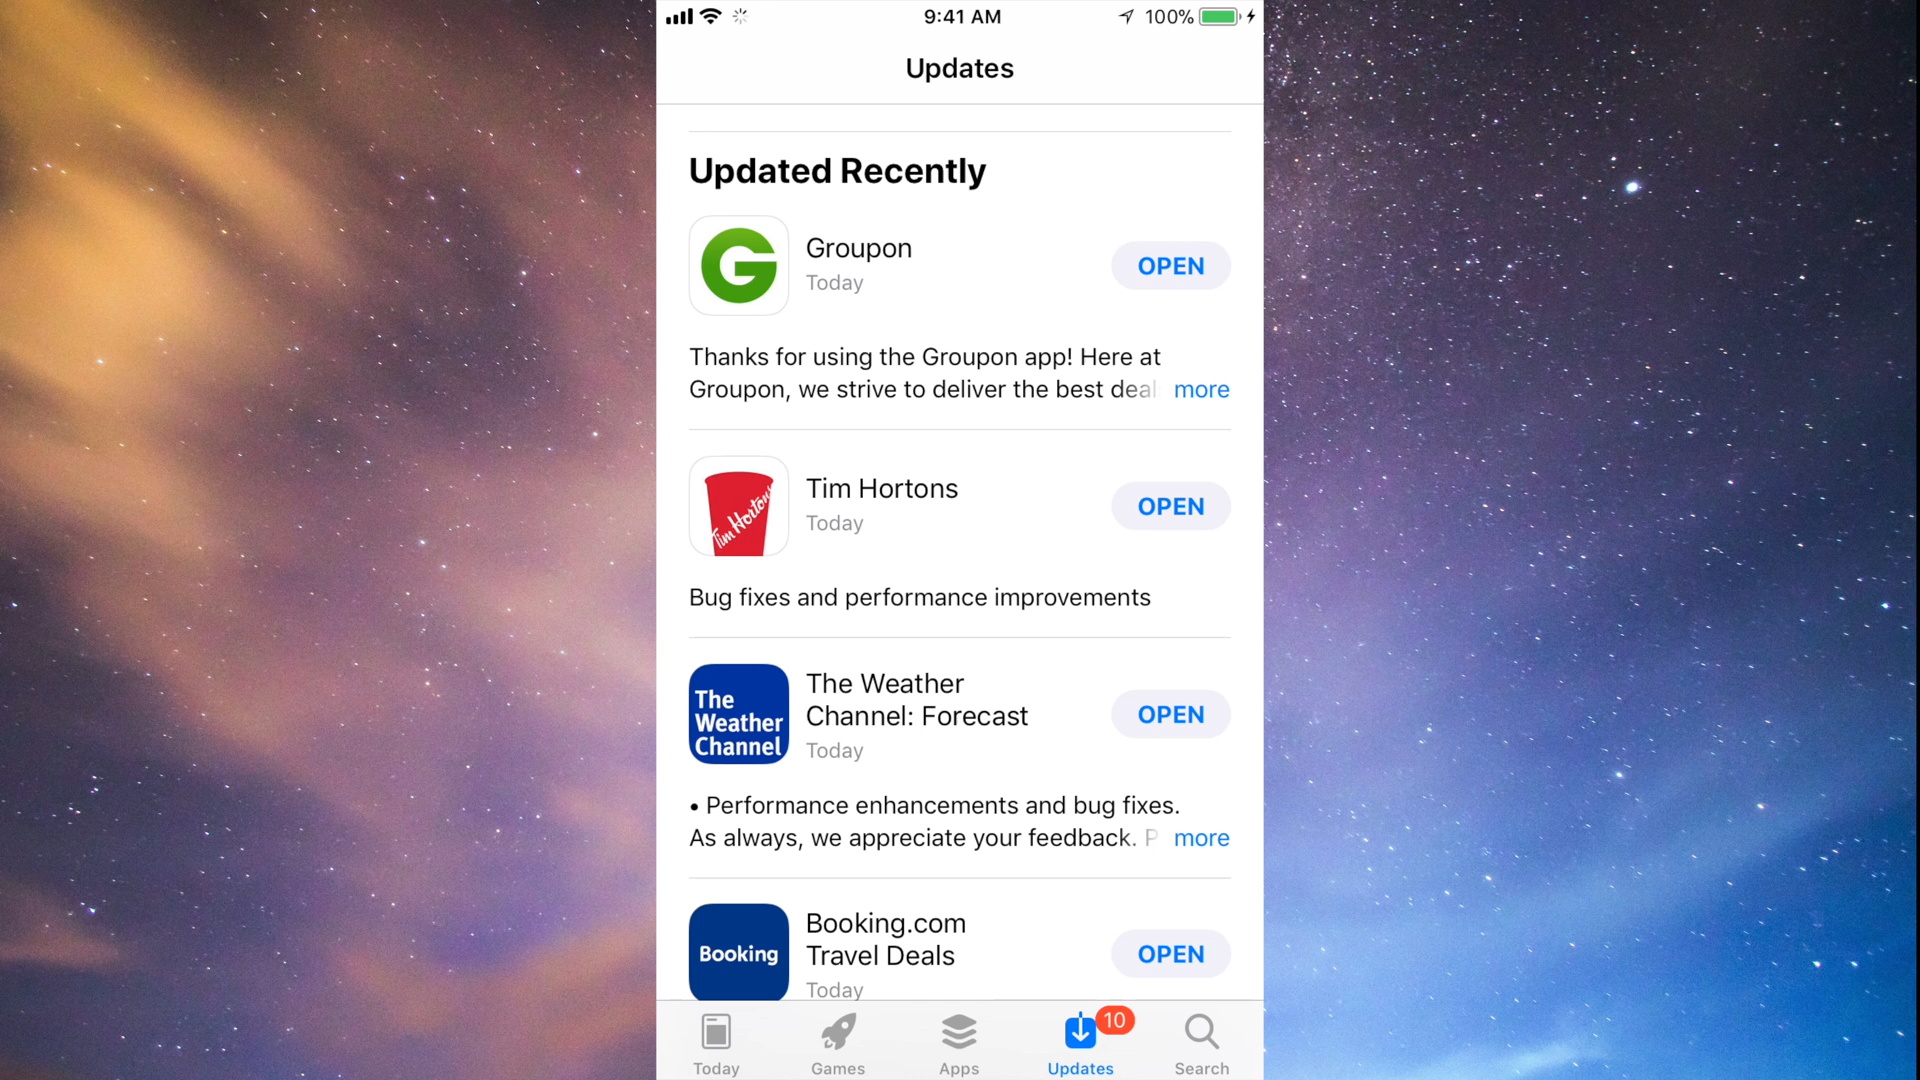 9:41 AM
100%
Updates
Updated Recently
Groupon
Today
OPEN
Thanks for using the Groupon app! Here at
Groupon, we strive to deliver the best deal
more
Tim Hortons
Tim Hortons
Today
OPEN
Bug fixes and performance improvements
The
Weather
Channel
The Weather
Channel: Forecast
Today
OPEN
• Performance enhancements and bug fixes.
As always, we appreciate your feedback. P
more
Booking
Booking.com
Travel Deals
Today
OPEN
10
Today
Games
Apps
Updates
Search